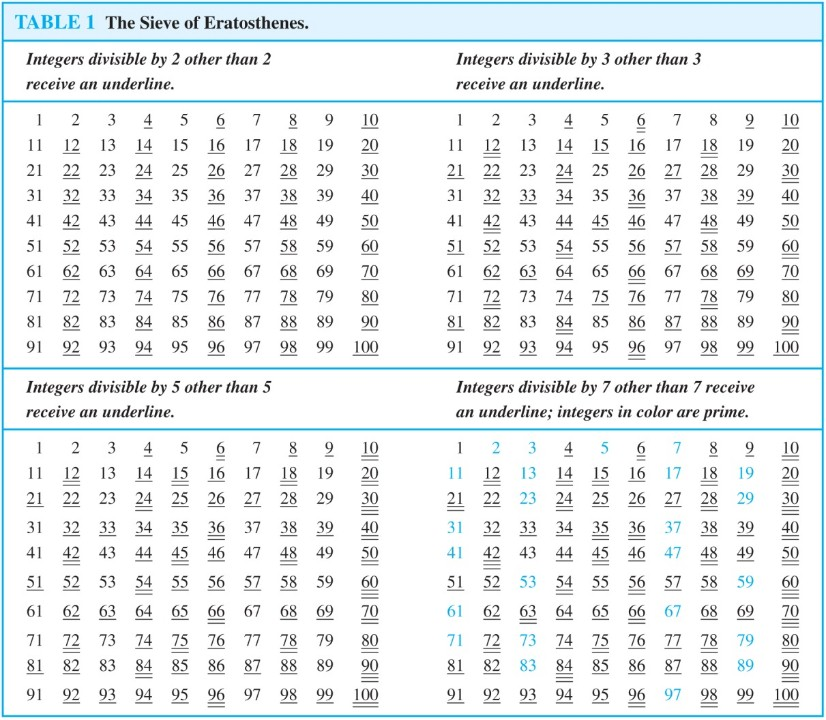 TABLE 1 The Sieve of Eratosthenes.
Integers divisible by 2 other than 2
receive an underline.
1 2 3 4 5 6 7 8 9 10
11 12 13 14 15 16 17 18 19 20
21 22 23 24 25 26 27 28 29 30
31 32 33 34 35 36 37 38 39 40
41 42 43 44 45 46 47 48 49 50
51 52 53 54 55 56 57 58 59 60
61 62 63 64 65 66 67 68 69 70
71 72 73 74 75 76 77 78 79 80
81 82 83 84 85 86 87 88 89 90
91 92 93 94 95 96 97 98 99 100
Integers divisible by 3 other than 3
receive an underline.
1 2 3 4 5 6 7 8 9 10
11 12 13 14 15 16 17 18 19 20
21 22 23 24 25 26 27 28 29 30
31 32 33 34 35 36 37 38 39 40
41 42 43 44 45 46 47 48 49 50
51 52 53 54 55 56 57 58 59 60
61 62 63 64 65 66 67 68 69 70
71 72 73 74 75 76 77 78 79 80
81 82 83 84 85 86 87 88 89 90
91 92 93 94 95 96 97 98 99 100
Integers divisible by 5 other than 5
receive an underline.
1 2 3 4 5 6 7 8 9 10
11 12 13 14 15 16 17 18 19 20
21 22 23 24 25 26 27 28 29 30
31 32 33 34 35 36 37 38 39 40
41 42 43 44 45 46 47 48 49 50
51 52 53 54 55 56 57 58 59 60
61 62 63 64 65 66 67 68 69 70
71 72 73 74 75 76 77 78 79 80
81 82 83 84 85 86 87 88 89 90
91 92 93 94 95 96 97 98 99 100
Integers divisible by 7 other than 7 receive
an underline; integers in color are prime.
1 2 3 4 5 6 7 8 9 10
11 12 13 14 15 16 17 18 19 20
21 22 23 24 25 26 27 28 29 30
31 32 33 34 35 36 37 38 39 40
41 42 43 44 45 46 47 48 49 50
51 52 53 54 55 56 57 58 59 60
61 62 63 64 65 66 67 68 69 70
71 72 73 74 75 76 77 78 79 80
81 82 83 84 85 86 87 88 89 90
91 92 93 94 95 96 97 98 99 100